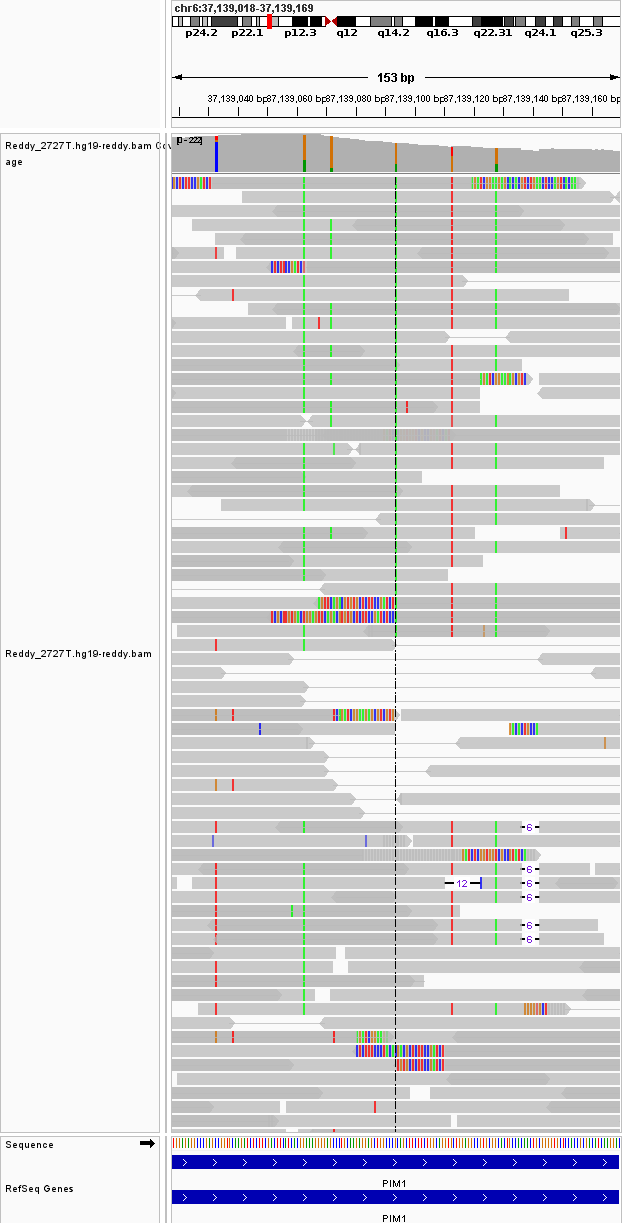 chr6:37,139,018-37,139,169
p24.2 p22.1 p12.3 q12 q14.2 q16.3 q22.31 q24.1 q25.3
153 bp
37,139,040 bp 37,139,060 bp 37,139,080 bp 37,139,100 bp 37,139,120 bp 37,139,140 bp 37,139,160 bp
[0-222]
Reddy_2727T.hg19-reddy.bam Cov
age
Reddy_2727T.hg19-reddy.bam
6
6
12 6
6
6
6
Sequence
PIM1
RefSeq Genes
PIM1